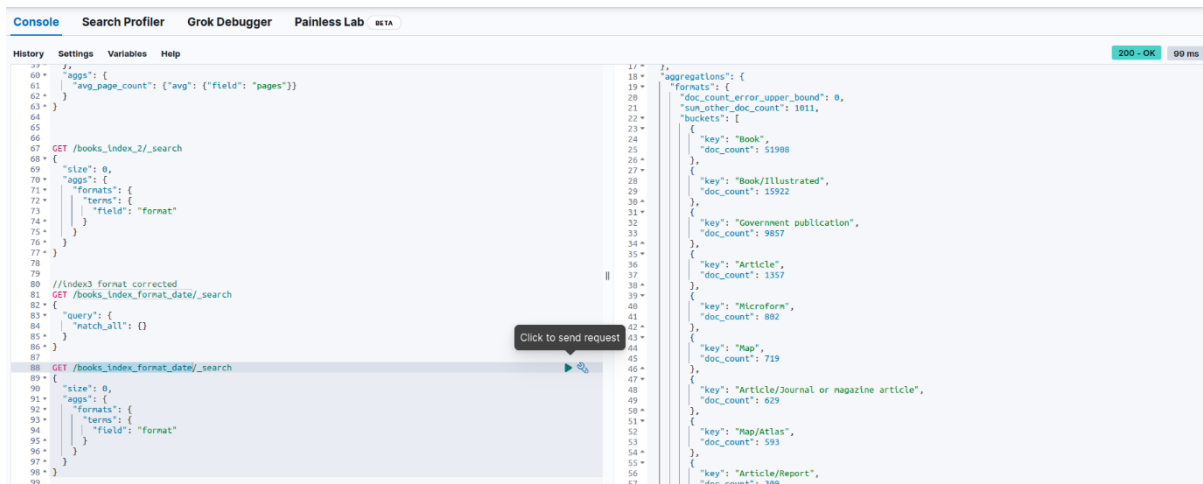 Console Search Profiler Grok Debugger Painless Lab BETA
History Settings Variables Help
200 - OK 99 ms
59 },
60 "aggs": {
61 "avg_page_count": {"avg": {"field": "pages"}}
62 }
63 }
64
65
66
67 GET /books_index_2/_search
68 {
69 "size": 0,
70 "aggs": {
71 "formats": {
72 "terms": {
73 "field": "format"
74 }
75 }
76 }
77 }
78
79
80 //index3 format corrected
81 GET /books_index_format_date/_search
82 {
83 "query": {
84 "match_all": {}
85 }
86 }
87
88 GET /books_index_format_date/_search
89 {
90 "size": 0,
91 "aggs": {
92 "formats": {
93 "terms": {
94 "field": "format"
95 }
96 }
97 }
98 }
99
Click to send request
17 },
18 "aggregations": {
19 "formats": {
20 "doc_count_error_upper_bound": 0,
21 "sum_other_doc_count": 1011,
22 "buckets": [
23 {
24 "key": "Book",
25 "doc_count": 51908
26 },
27 {
28 "key": "Book/Illustrated",
29 "doc_count": 15922
30 },
31 {
32 "key": "Government publication",
33 "doc_count": 9857
34 },
35 {
36 "key": "Article",
37 "doc_count": 1357
38 },
39 {
40 "key": "Microform",
41 "doc_count": 802
42 },
43 {
44 "key": "Map",
45 "doc_count": 719
46 },
47 {
48 "key": "Article/Journal or magazine article",
49 "doc_count": 629
50 },
51 {
52 "key": "Map/Atlas",
53 "doc_count": 593
54 },
55 {
56 "key": "Article/Report",
57 "doc_count": 309